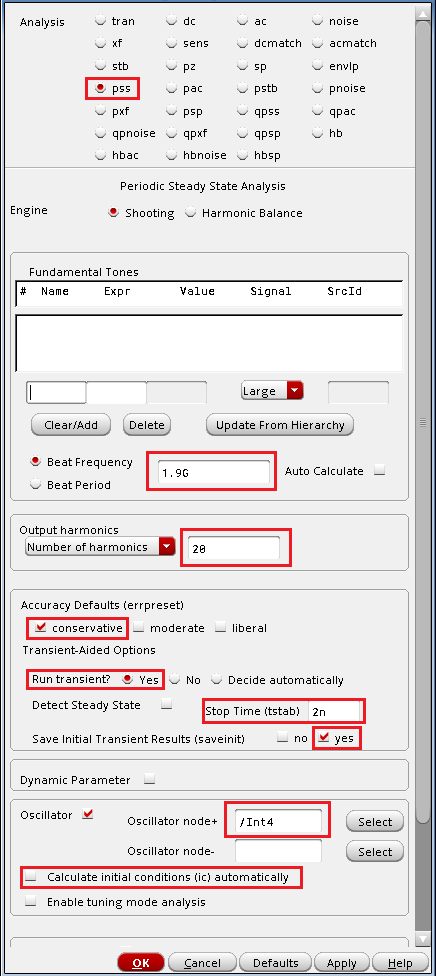 Analysis tran dc ac noise
xf sens dcmatch acmatch
stb pz sp envlp
pss pac pstb pnoise
pxf psp qpss qpac
qpnoise qpxf qpsp hb
hbac hbnoise hbsp
Periodic Steady State Analysis
Engine Shooting Harmonic Balance
Fundamental Tones
# Name Expr Value Signal SrcId
Large
Clear/Add Delete Update From Hierarchy
Beat Frequency 1.9G Auto Calculate
Beat Period
Output harmonics
Number of harmonics 20
Accuracy Defaults (errpreset)
conservative moderate liberal
Transient-Aided Options
Run transient? Yes No Decide automatically
Detect Steady State Stop Time (tstab) 2n
Save Initial Transient Results (saveinit) no yes
Dynamic Parameter
Oscillator Oscillator node+ /Int4 Select
Oscillator node- Select
Calculate initial conditions (ic) automatically
Enable tuning mode analysis
OK Cancel Defaults Apply Help